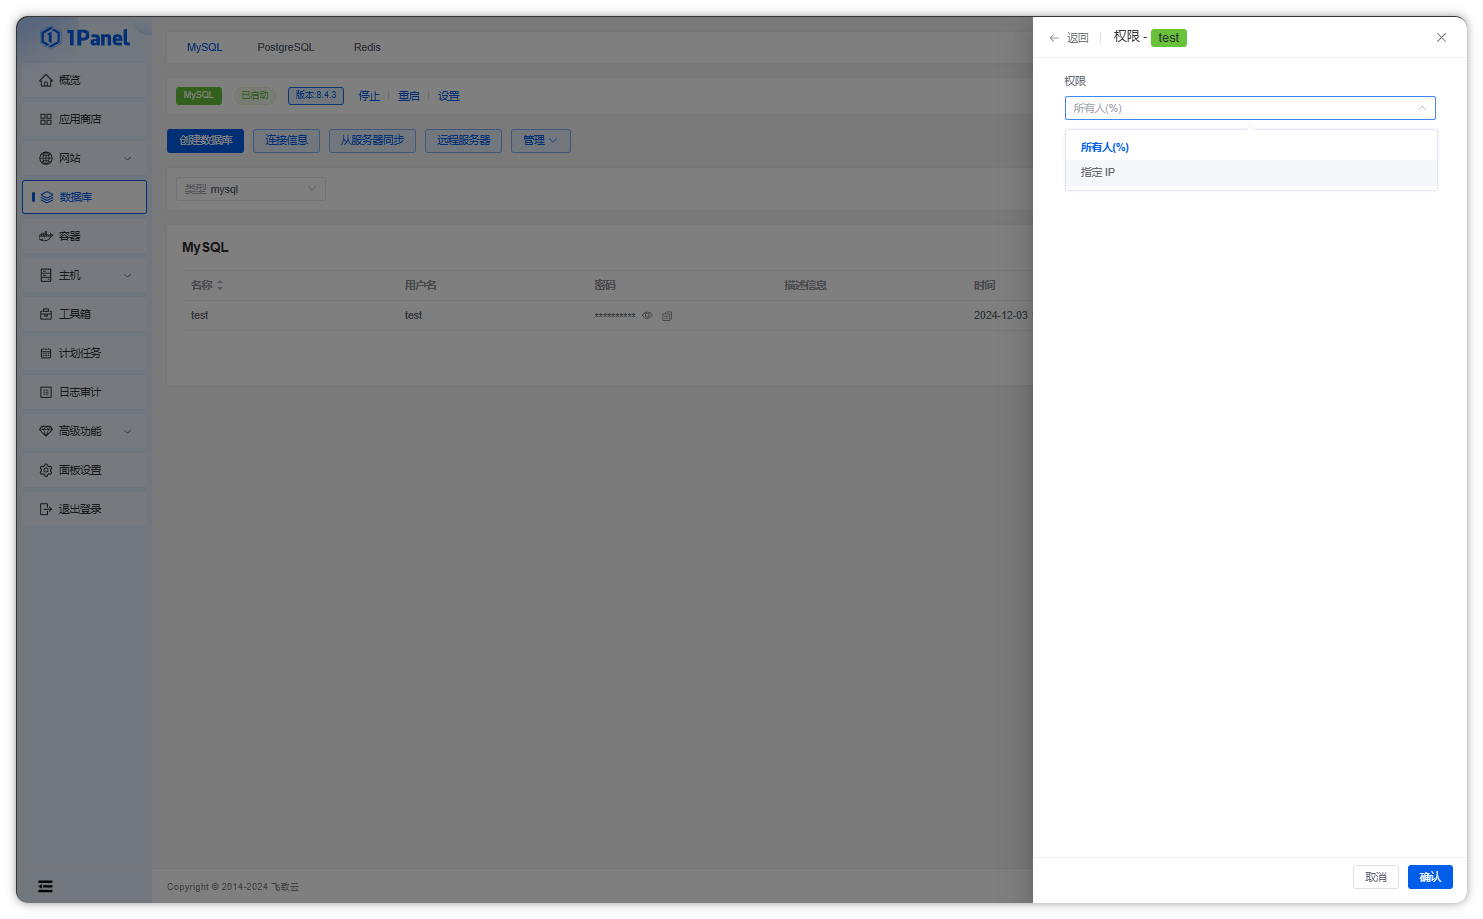 1Panel
概览
应用商店
网站
数据库
容器
主机
工具箱
计划任务
日志审计
高级功能
面板设置
退出登录
MySQL PostgreSQL Redis
MySQL 已启动 版本:8.4.3 停止 重启 设置
创建数据库 连接信息 从服务器同步 远程服务器 管理
类型 mysql
MySQL
名称 用户名 密码 描述信息 时间
test test ********** 2024-12-03
Copyright © 2014-2024 飞致云
返回 权限 - test
权限
所有人(%)
所有人(%)
指定 IP
取消 确认